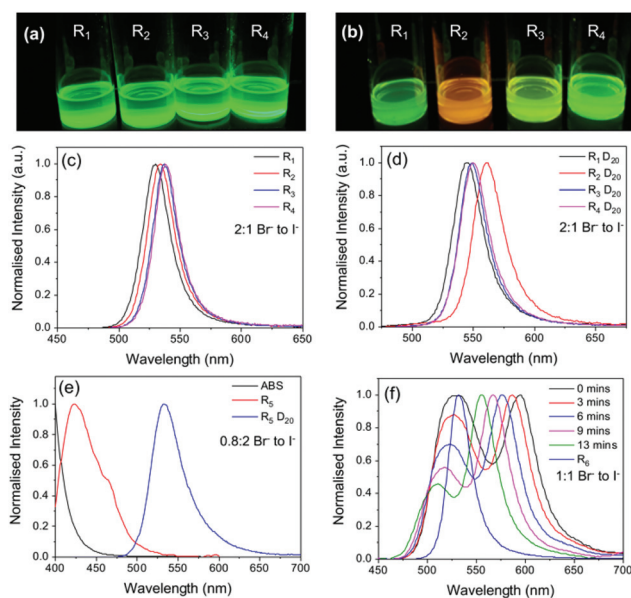 (a) R₁ R₂ R₃ R₄
(b) R₁ R₂ R₃ R₄
(c)
R₁
R₂
R₃
R₄
2:1 Br⁻ to I⁻
Normalised Intensity (a.u.)
1.0
0.8
0.6
0.4
0.2
0.0
450 500 550 600 650
Wavelength (nm)
(d)
R₁ D₂₀
R₂ D₂₀
R₃ D₂₀
R₄ D₂₀
2:1 Br⁻ to I⁻
Normalised Intensity
1.0
0.8
0.6
0.4
0.2
0.0
500 550 600 650
Wavelength (nm)
(e)
ABS
R₅
R₅ D₂₀
0.8:2 Br⁻ to I⁻
Normalised Intensity
1.0
0.8
0.6
0.4
0.2
0.0
400 450 500 550 600 650 700
Wavelength (nm)
(f)
0 mins
3 mins
6 mins
9 mins
13 mins
R₆
1:1 Br⁻ to I⁻
Normalised Intensity
1.0
0.8
0.6
0.4
0.2
0.0
450 500 550 600 650 700
Wavelength (nm)